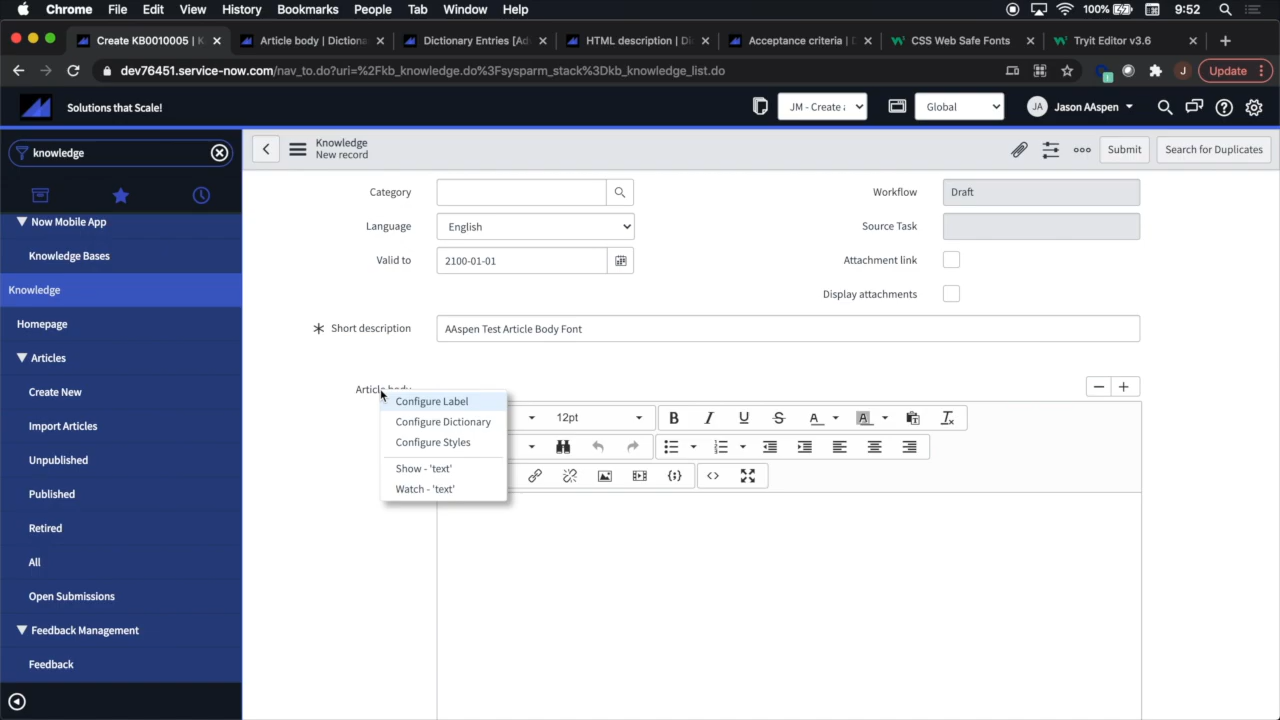 Chrome File Edit View History Bookmarks People Tab Window Help 100% 9:52
Create KB0010005 | K
Article body | Dictiona
Dictionary Entries [Ad
HTML description | Di
Acceptance criteria | D
CSS Web Safe Fonts
Tryit Editor v3.6
dev76451.service-now.com/nav_to.do?uri=%2Fkb_knowledge.do%3Fsysparm_stack%3Dkb_knowledge_list.do
J Update
Solutions that Scale!
JM - Create
Global
JA Jason AAspen
knowledge
Now Mobile App
Knowledge Bases
Knowledge
Homepage
Articles
Create New
Import Articles
Unpublished
Published
Retired
All
Open Submissions
Feedback Management
Feedback
Knowledge
New record
Submit
Search for Duplicates
Category
Language English
Valid to 2100-01-01
Workflow Draft
Source Task
Attachment link
Display attachments
Short description AAspen Test Article Body Font
Article body
12pt
Configure Label
Configure Dictionary
Configure Styles
Show - 'text'
Watch - 'text'